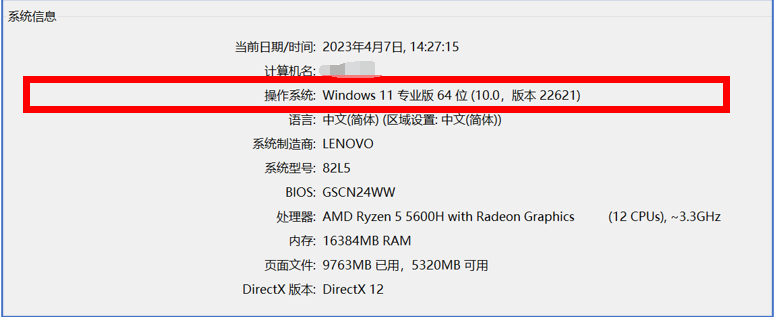 系统信息
当前日期/时间: 2023年4月7日, 14:27:15
计算机名:
操作系统: Windows 11 专业版 64 位 (10.0，版本 22621)
语言: 中文(简体) (区域设置: 中文(简体))
系统制造商: LENOVO
系统型号: 82L5
BIOS: GSCN24WW
处理器: AMD Ryzen 5 5600H with Radeon Graphics (12 CPUs), ~3.3GHz
内存: 16384MB RAM
页面文件: 9763MB 已用，5320MB 可用
DirectX 版本: DirectX 12